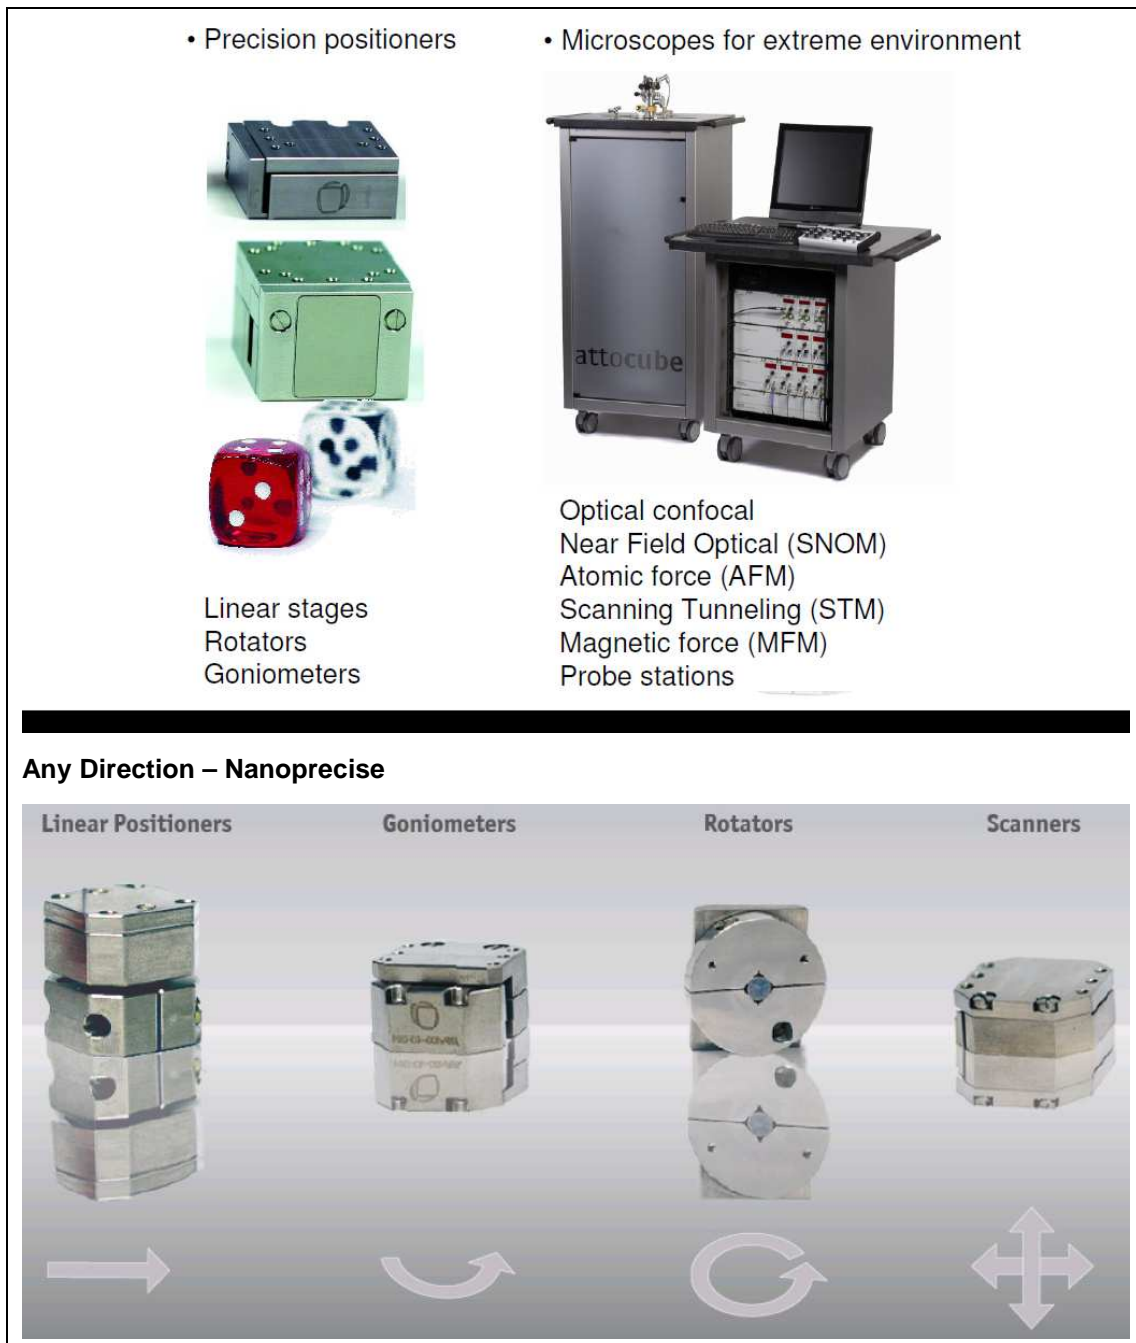 • Precision positioners
• Microscopes for extreme environment
attocube
Linear stages
Rotators
Goniometers
Optical confocal
Near Field Optical (SNOM)
Atomic force (AFM)
Scanning Tunneling (STM)
Magnetic force (MFM)
Probe stations
Any Direction – Nanoprecise
Linear Positioners
Goniometers
Rotators
Scanners